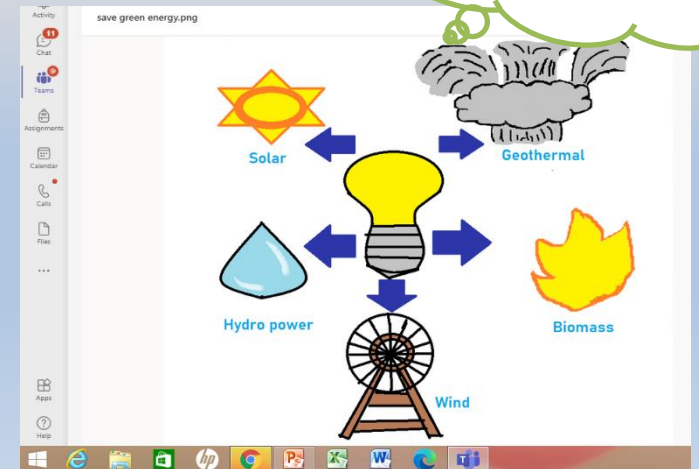 Activity
save green energy.png
11
Chat
Teams
Assignments
Calendar
Calls
Files
...
Apps
Help
Solar
Geothermal
Hydro power
Biomass
Wind
hp